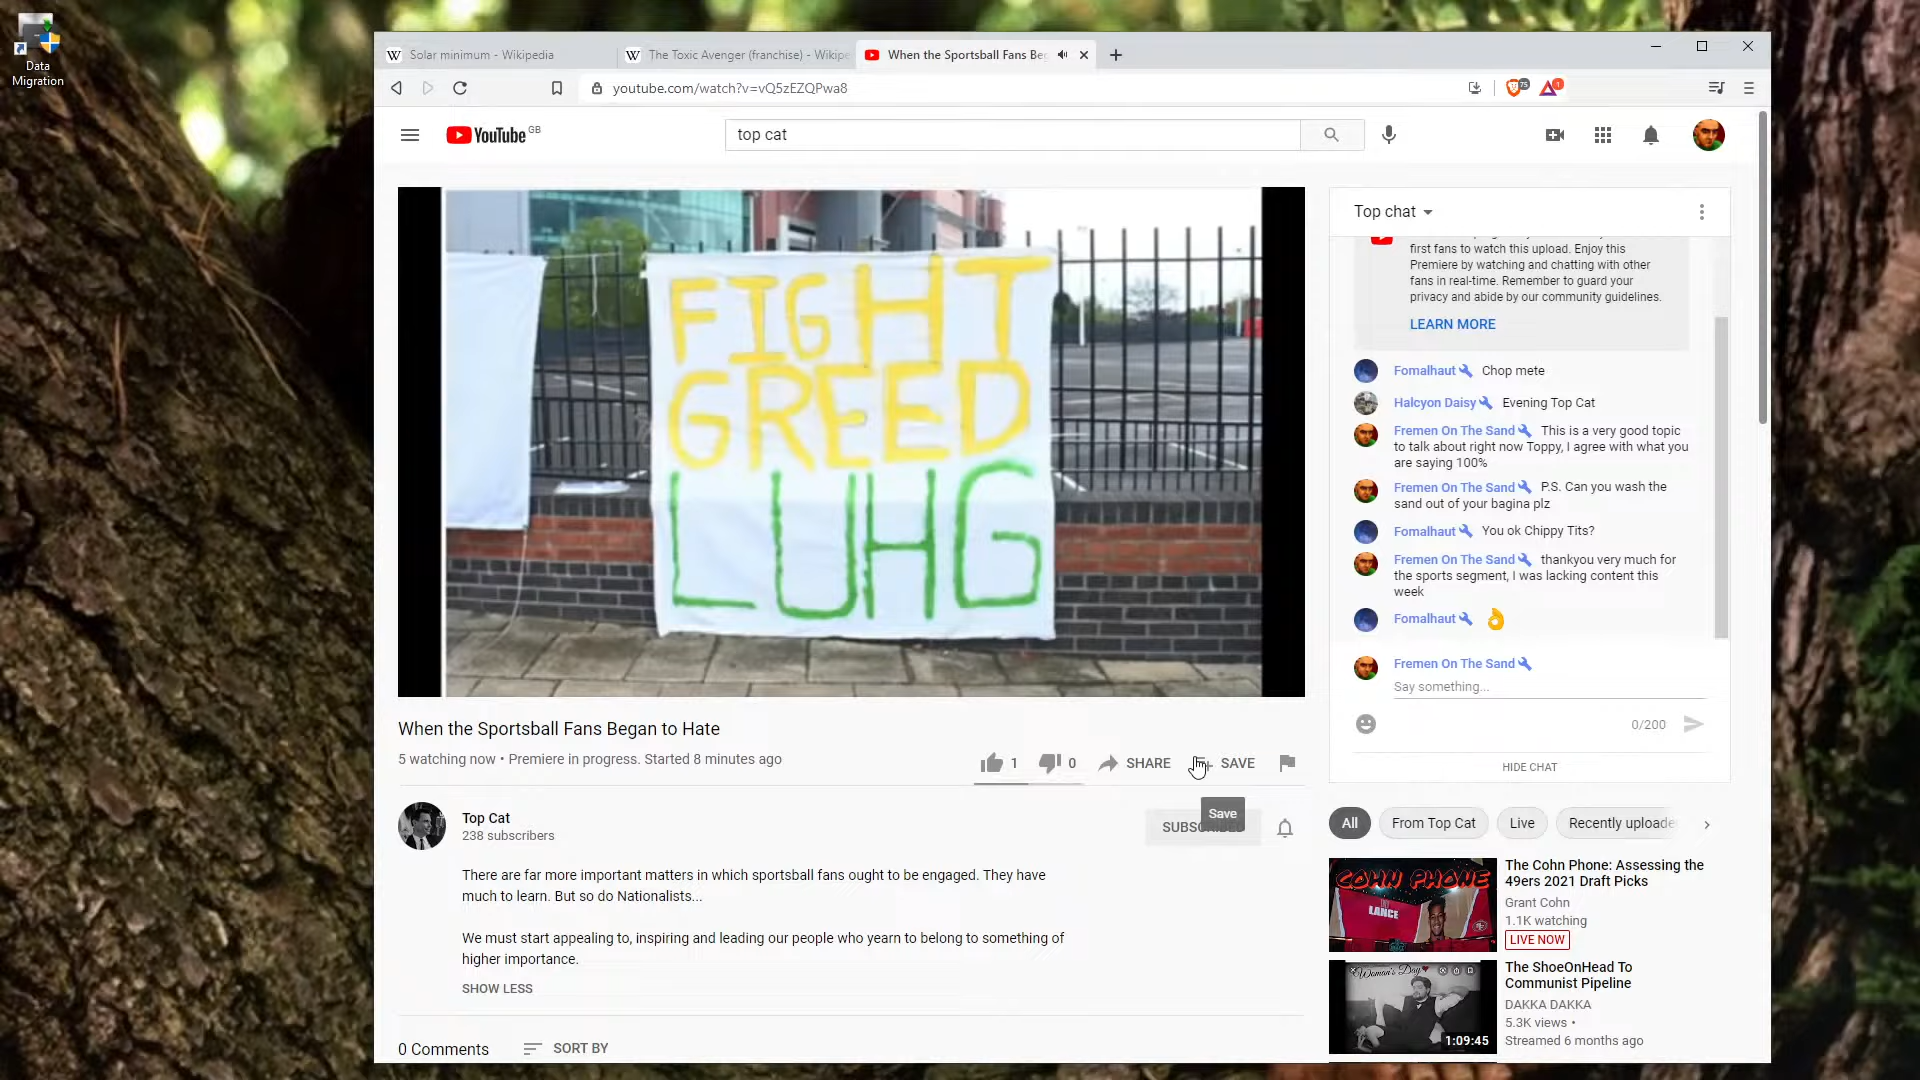 Data
Migration
Solar minimum - Wikipedia
The Toxic Avenger (franchise) - Wikipe
When the Sportsball Fans Beg
youtube.com/watch?v=vQ5zEZQPwa8
75
1
YouTube GB
top cat
FIGHT
GREED
LUHG
When the Sportsball Fans Began to Hate
5 watching now • Premiere in progress. Started 8 minutes ago
1
0
SHARE
SAVE
Save
Top Cat
238 subscribers
SUBSCRIBED
There are far more important matters in which sportsball fans ought to be engaged. They have
much to learn. But so do Nationalists...
We must start appealing to, inspiring and leading our people who yearn to belong to something of
higher importance.
SHOW LESS
0 Comments
SORT BY
Top chat
first fans to watch this upload. Enjoy this
Premiere by watching and chatting with other
fans in real-time. Remember to guard your
privacy and abide by our community guidelines.
LEARN MORE
Fomalhaut Chop mete
Halcyon Daisy Evening Top Cat
Fremen On The Sand This is a very good topic
to talk about right now Toppy, I agree with what you
are saying 100%
Fremen On The Sand P.S. Can you wash the
sand out of your bagina plz
Fomalhaut You ok Chippy Tits?
Fremen On The Sand thankyou very much for
the sports segment, I was lacking content this
week
Fomalhaut 👌
Fremen On The Sand
Say something...
0/200
HIDE CHAT
All
From Top Cat
Live
Recently uploade
COHN PHONE
LANCE
The Cohn Phone: Assessing the
49ers 2021 Draft Picks
Grant Cohn
1.1K watching
LIVE NOW
Woman's Day
1:09:45
The ShoeOnHead To
Communist Pipeline
DAKKA DAKKA
5.3K views •
Streamed 6 months ago